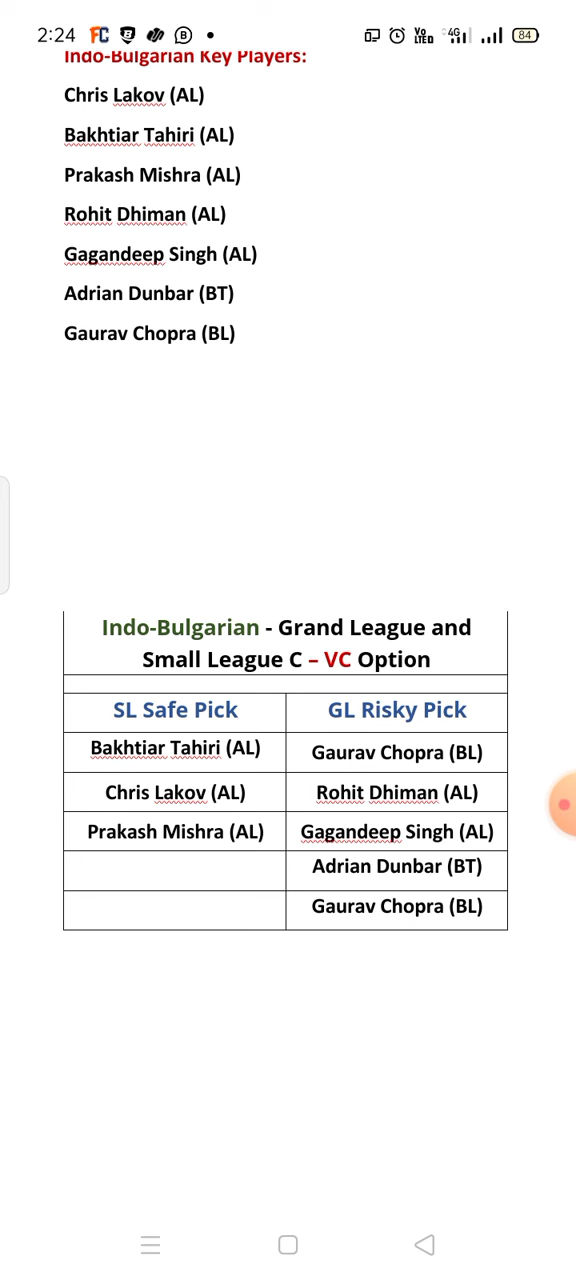 2:24 FC B VoLTED 4G 84
Indo-Bulgarian Key Players:
Chris Lakov (AL)
Bakhtiar Tahiri (AL)
Prakash Mishra (AL)
Rohit Dhiman (AL)
Gagandeep Singh (AL)
Adrian Dunbar (BT)
Gaurav Chopra (BL)
Indo-Bulgarian - Grand League and
Small League C – VC Option
SL Safe Pick GL Risky Pick
Bakhtiar Tahiri (AL) Gaurav Chopra (BL)
Chris Lakov (AL) Rohit Dhiman (AL)
Prakash Mishra (AL) Gagandeep Singh (AL)
Adrian Dunbar (BT)
Gaurav Chopra (BL)